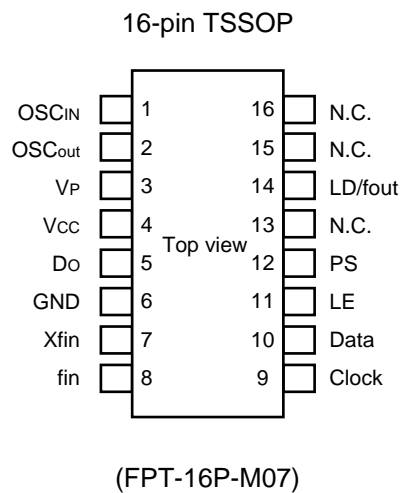 16-pin TSSOP
OSCIN 1 16 N.C.
OSCout 2 15 N.C.
VP 3 14 LD/fout
VCC 4 13 N.C.
Top view
DO 5 12 PS
GND 6 11 LE
Xfin 7 10 Data
fin 8 9 Clock
(FPT-16P-M07)